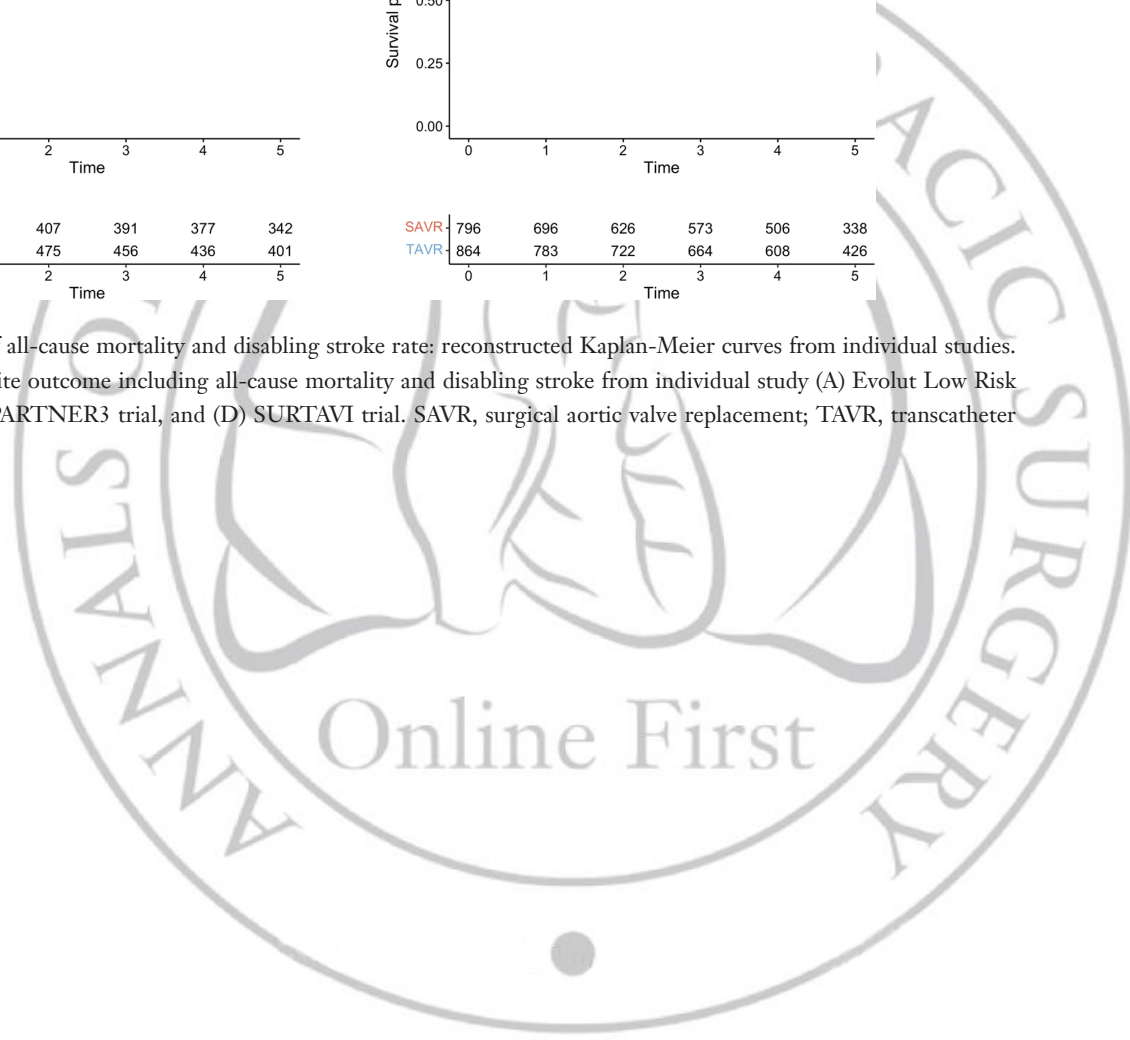 0.50
Survival p
0.25
0.00
2 3 4 5
Time
0 1 2 3 4 5
Time
407 391 377 342
475 456 436 401
2 3 4 5
Time
SAVR 796 696 626 573 506 338
TAVR 864 783 722 664 608 426
0 1 2 3 4 5
Time
all-cause mortality and disabling stroke rate: reconstructed Kaplan-Meier curves from individual studies.
ite outcome including all-cause mortality and disabling stroke from individual study (A) Evolut Low Risk
PARTNER3 trial, and (D) SURTAVI trial. SAVR, surgical aortic valve replacement; TAVR, transcatheter
ANNALS O
ACIC SURGERY
Online First